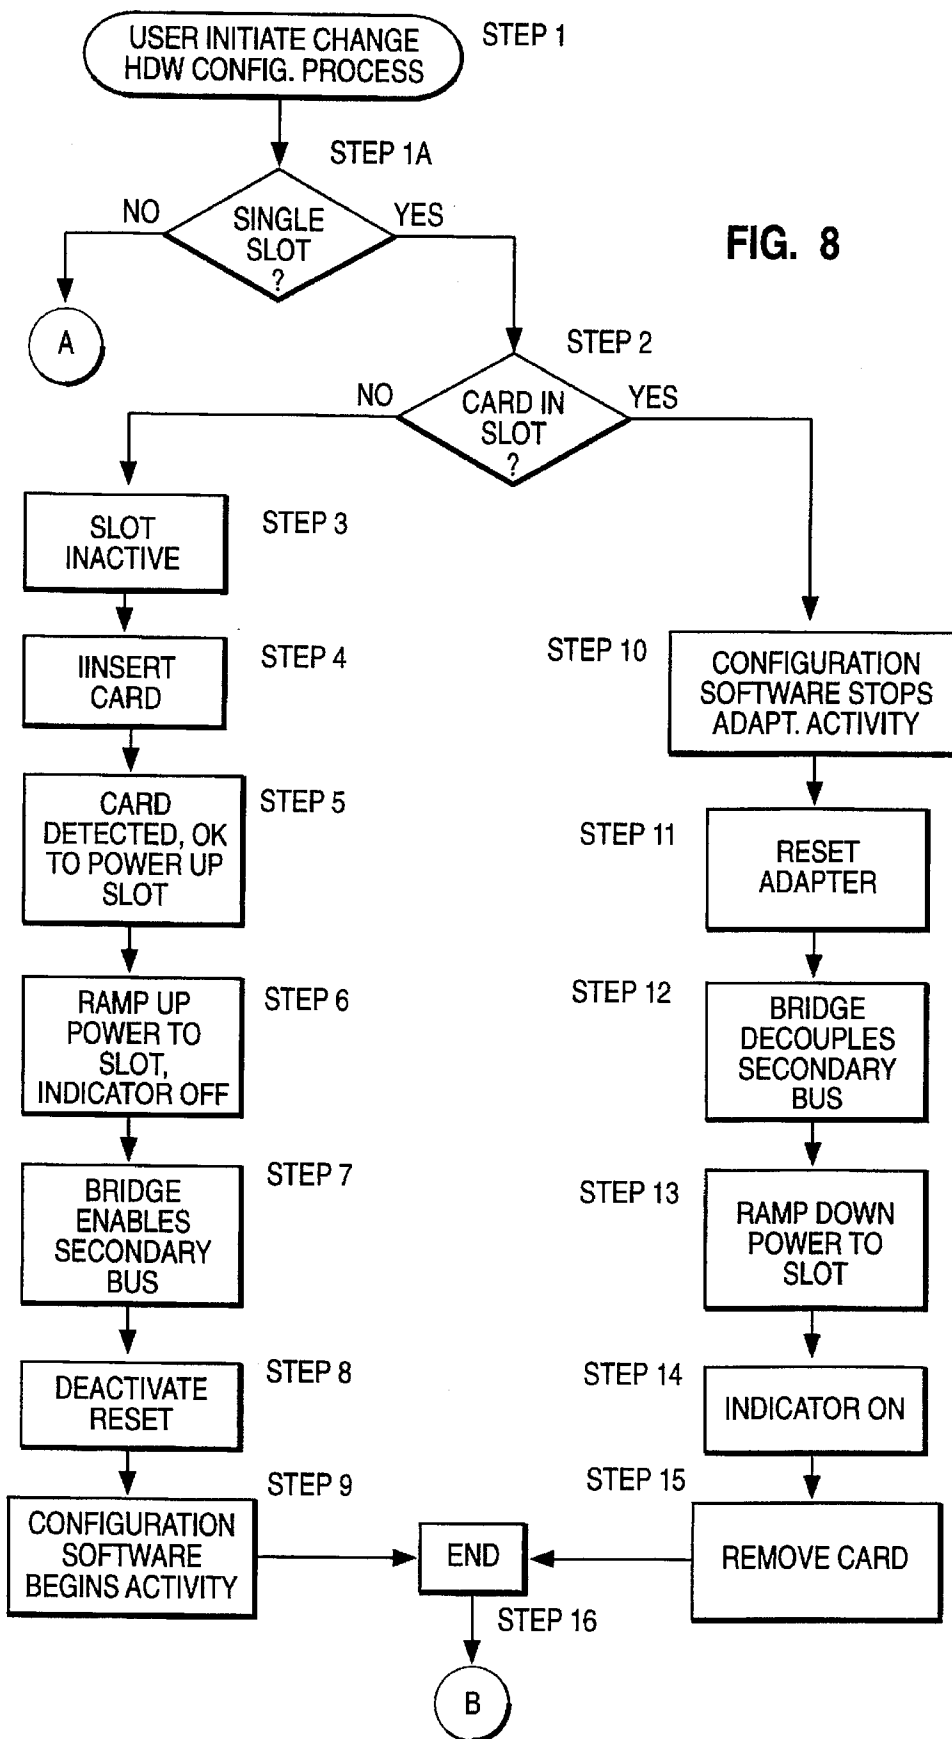 USER INITIATE CHANGE
HDW CONFIG. PROCESS
STEP 1
STEP 1A
NO
SINGLE
SLOT
?
YES
FIG. 8
A
STEP 2
NO
CARD IN
SLOT
?
YES
SLOT
INACTIVE
STEP 3
IINSERT
CARD
STEP 4
CARD
DETECTED, OK
TO POWER UP
SLOT
STEP 5
RAMP UP
POWER TO
SLOT,
INDICATOR OFF
STEP 6
BRIDGE
ENABLES
SECONDARY
BUS
STEP 7
DEACTIVATE
RESET
STEP 8
CONFIGURATION
SOFTWARE
BEGINS ACTIVITY
STEP 9
STEP 10
CONFIGURATION
SOFTWARE STOPS
ADAPT. ACTIVITY
STEP 11
RESET
ADAPTER
STEP 12
BRIDGE
DECOUPLES
SECONDARY
BUS
STEP 13
RAMP DOWN
POWER TO
SLOT
STEP 14
INDICATOR ON
STEP 15
REMOVE CARD
END
STEP 16
B